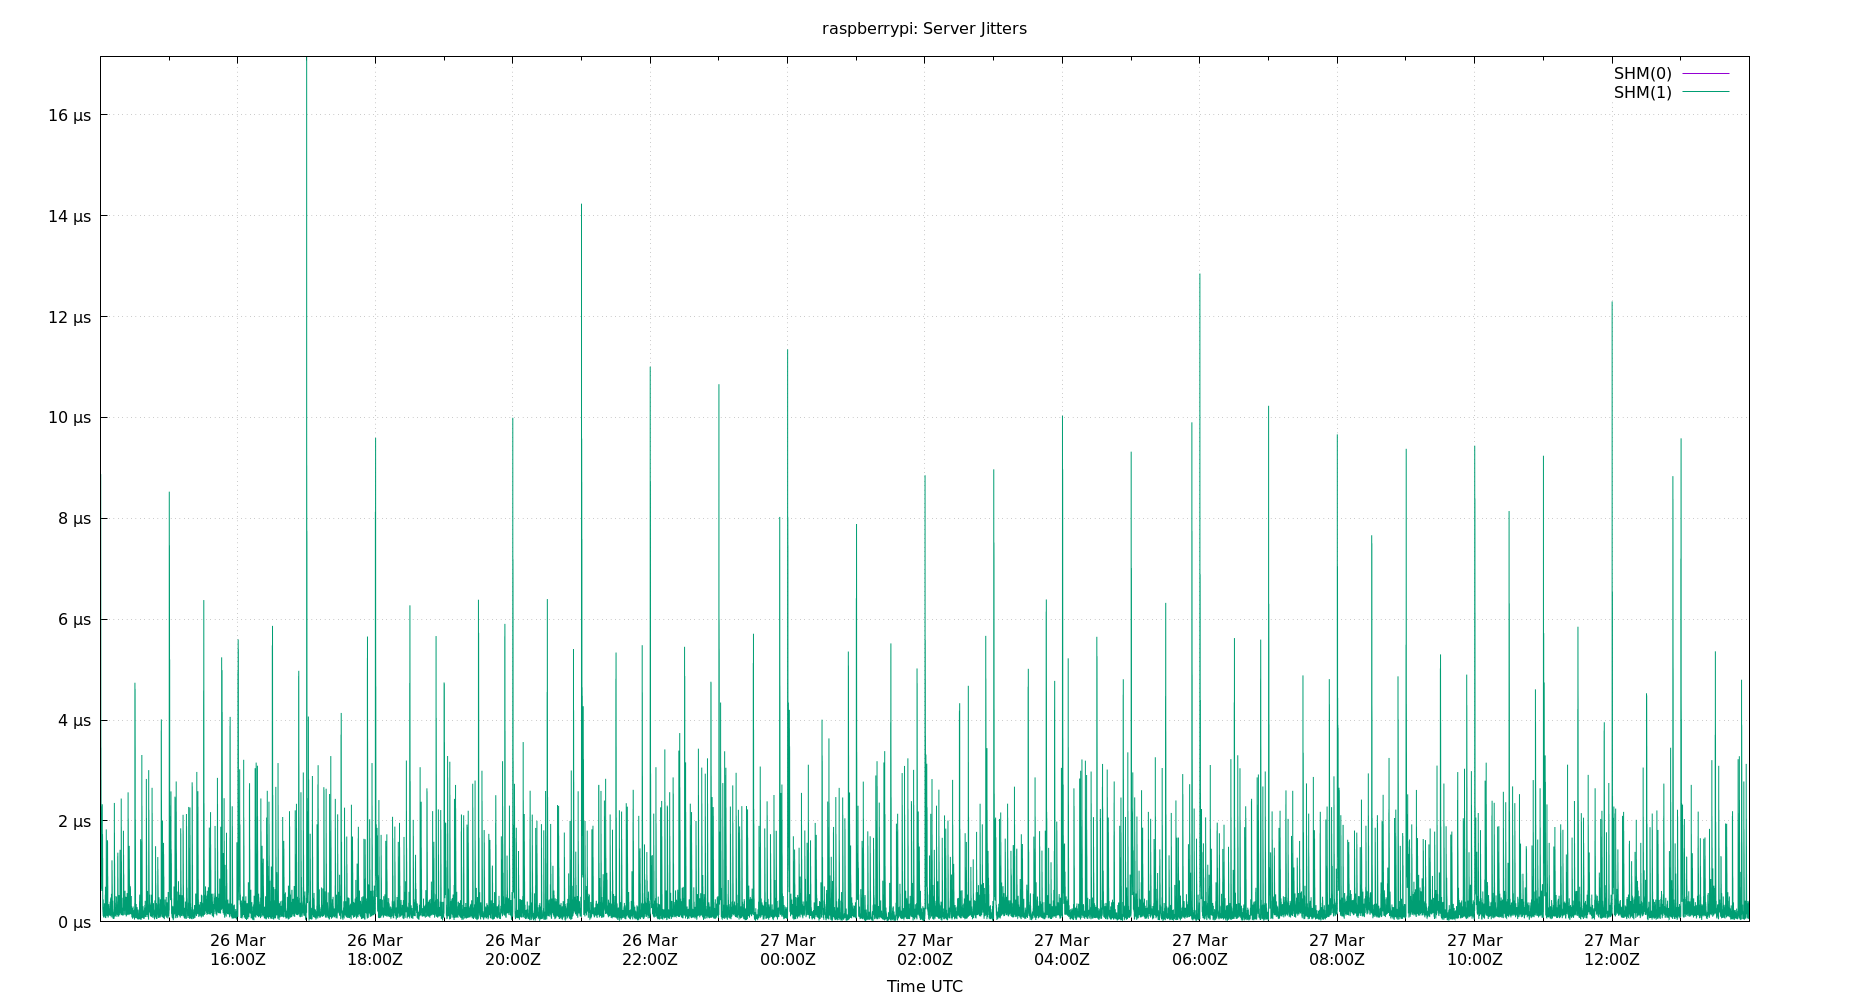 raspberrypi: Server Jitters
SHM(0)
SHM(1)
16 μs
14 μs
12 μs
10 μs
8 μs
6 μs
4 μs
2 μs
0 μs
26 Mar 26 Mar 26 Mar 26 Mar 27 Mar 27 Mar 27 Mar 27 Mar 27 Mar 27 Mar 27 Mar
16:00Z 18:00Z 20:00Z 22:00Z 00:00Z 02:00Z 04:00Z 06:00Z 08:00Z 10:00Z 12:00Z
Time UTC